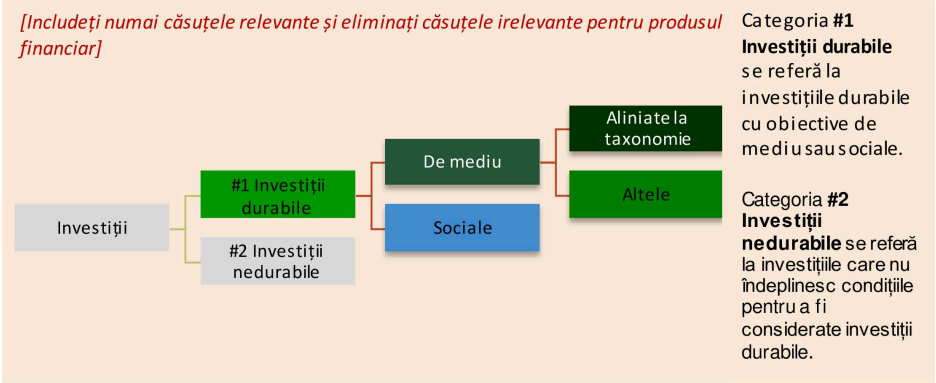 [Includeți numai căsuțele relevante și eliminați căsuțele irelevante pentru produsul
financiar]
Investiții
#1 Investiții
durabile
#2 Investiții
nedurabile
De mediu
Sociale
Aliniate la
taxonomie
Altele
Categoria #1
Investiții durabile
se referă la
investițiile durabile
cu obiective de
mediu sau sociale.
Categoria #2
Investiții
nedurabile se referă
la investițiile care nu
îndeplinesc condițiile
pentru a fi
considerate investiții
durabile.